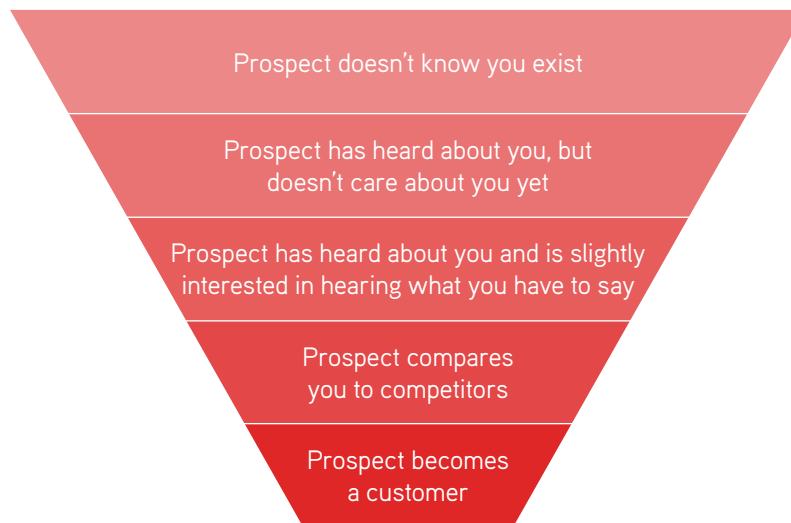 Prospect doesn’t know you exist
Prospect has heard about you, but
doesn’t care about you yet
Prospect has heard about you and is slightly
interested in hearing what you have to say
Prospect compares
you to competitors
Prospect becomes
a customer